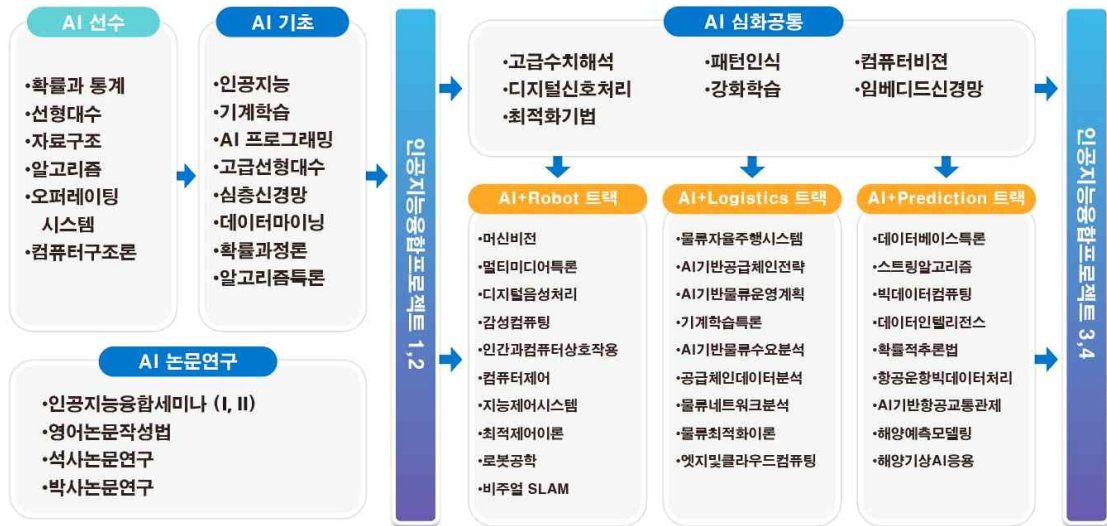 AI 선수
•확률과 통계
•선형대수
•자료구조
•알고리즘
•오퍼레이팅
시스템
•컴퓨터구조론
AI 기초
•인공지능
•기계학습
•AI 프로그래밍
•고급선형대수
•심층신경망
•데이터마이닝
•확률과정론
•알고리즘특론
AI 논문연구
•인공지능융합세미나 (I, II)
•영어논문작성법
•석사논문연구
•박사논문연구
인공지능융합프로젝트 1,2
AI 심화공통
•고급수치해석
•디지털신호처리
•최적화기법
•패턴인식
•강화학습
•컴퓨터비젼
•임베디드신경망
AI+Robot 트랙
•머신비전
•멀티미디어특론
•디지털음성처리
•감성컴퓨팅
•인간과컴퓨터상호작용
•컴퓨터제어
•지능제어시스템
•최적제어이론
•로봇공학
•비주얼 SLAM
AI+Logistics 트랙
•물류자율주행시스템
•AI기반공급체인전략
•AI기반물류운영계획
•기계학습특론
•AI기반물류수요분석
•공급체인데이터분석
•물류네트워크분석
•물류최적화이론
•엣지및클라우드컴퓨팅
AI+Prediction 트랙
•데이터베이스특론
•스트링알고리즘
•빅데이터컴퓨팅
•데이터인텔리전스
•확률적추론법
•항공운항빅데이터처리
•AI기반항공교통관제
•해양예측모델링
•해양기상AI응용
인공지능융합프로젝트 3,4